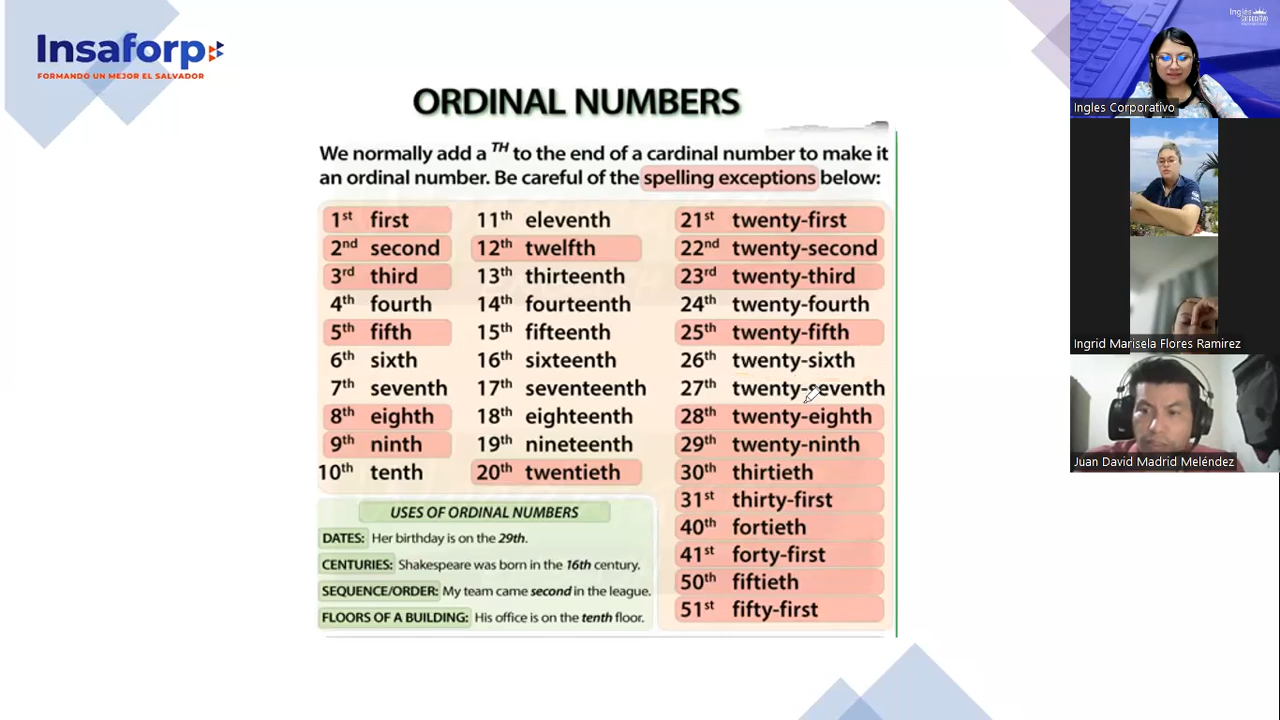 Insaforp
FORMANDO UN MEJOR EL SALVADOR
ORDINAL NUMBERS
We normally add a TH to the end of a cardinal number to make it
an ordinal number. Be careful of the spelling exceptions below:
1st first
2nd second
3rd third
4th fourth
5th fifth
6th sixth
7th seventh
8th eighth
9th ninth
10th tenth
11th eleventh
12th twelfth
13th thirteenth
14th fourteenth
15th fifteenth
16th sixteenth
17th seventeenth
18th eighteenth
19th nineteenth
20th twentieth
21st twenty-first
22nd twenty-second
23rd twenty-third
24th twenty-fourth
25th twenty-fifth
26th twenty-sixth
27th twenty-seventh
28th twenty-eighth
29th twenty-ninth
30th thirtieth
31st thirty-first
40th fortieth
41st forty-first
50th fiftieth
51st fifty-first
USES OF ORDINAL NUMBERS
DATES: Her birthday is on the 29th.
CENTURIES: Shakespeare was born in the 16th century.
SEQUENCE/ORDER: My team came second in the league.
FLOORS OF A BUILDING: His office is on the tenth floor.
Ingles Corporativo
Ingrid Marisela Flores Ramirez
Juan David Madrid Meléndez